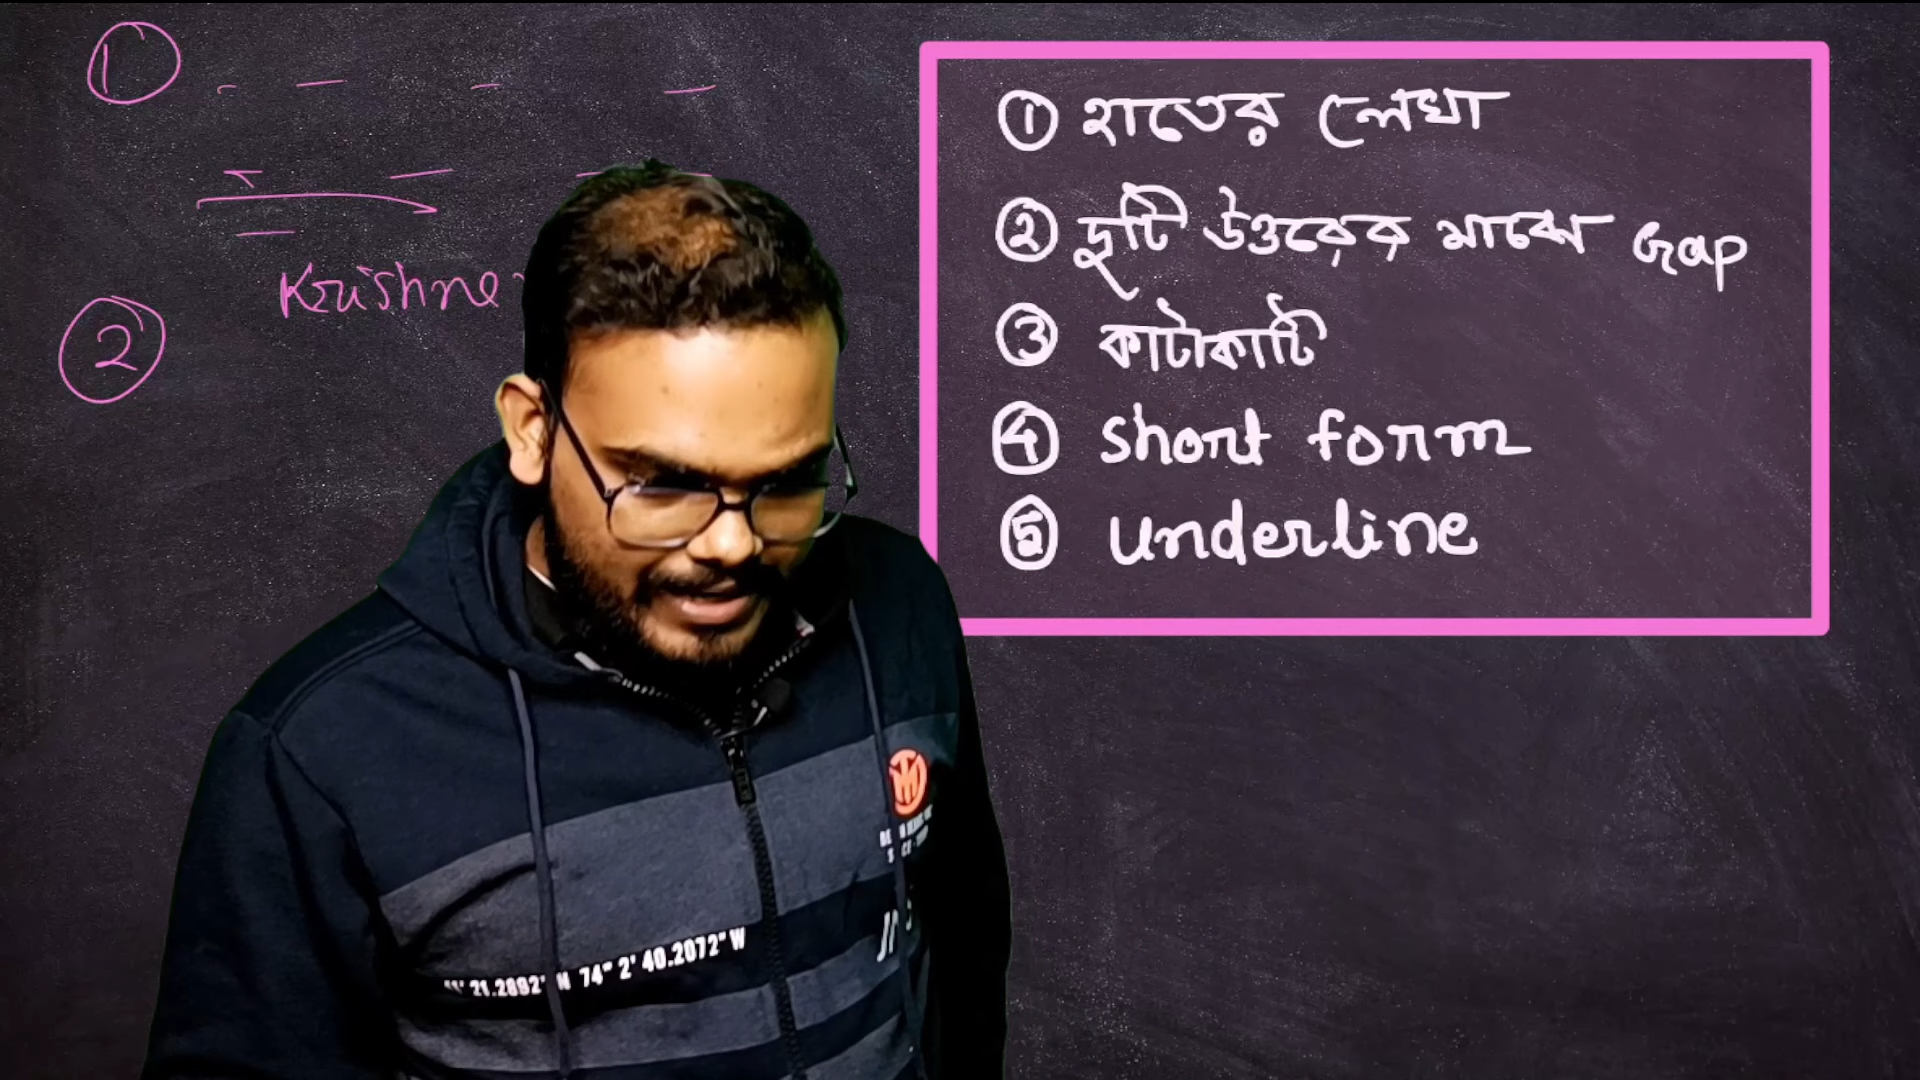 ①
Krishne
②
① হাতের লেখা
② দুটি উত্তরের মাঝে Gap
③ কাটাকাটি
④ Short form
⑤ underline
21.2892' N 74° 2' 40.2072" W